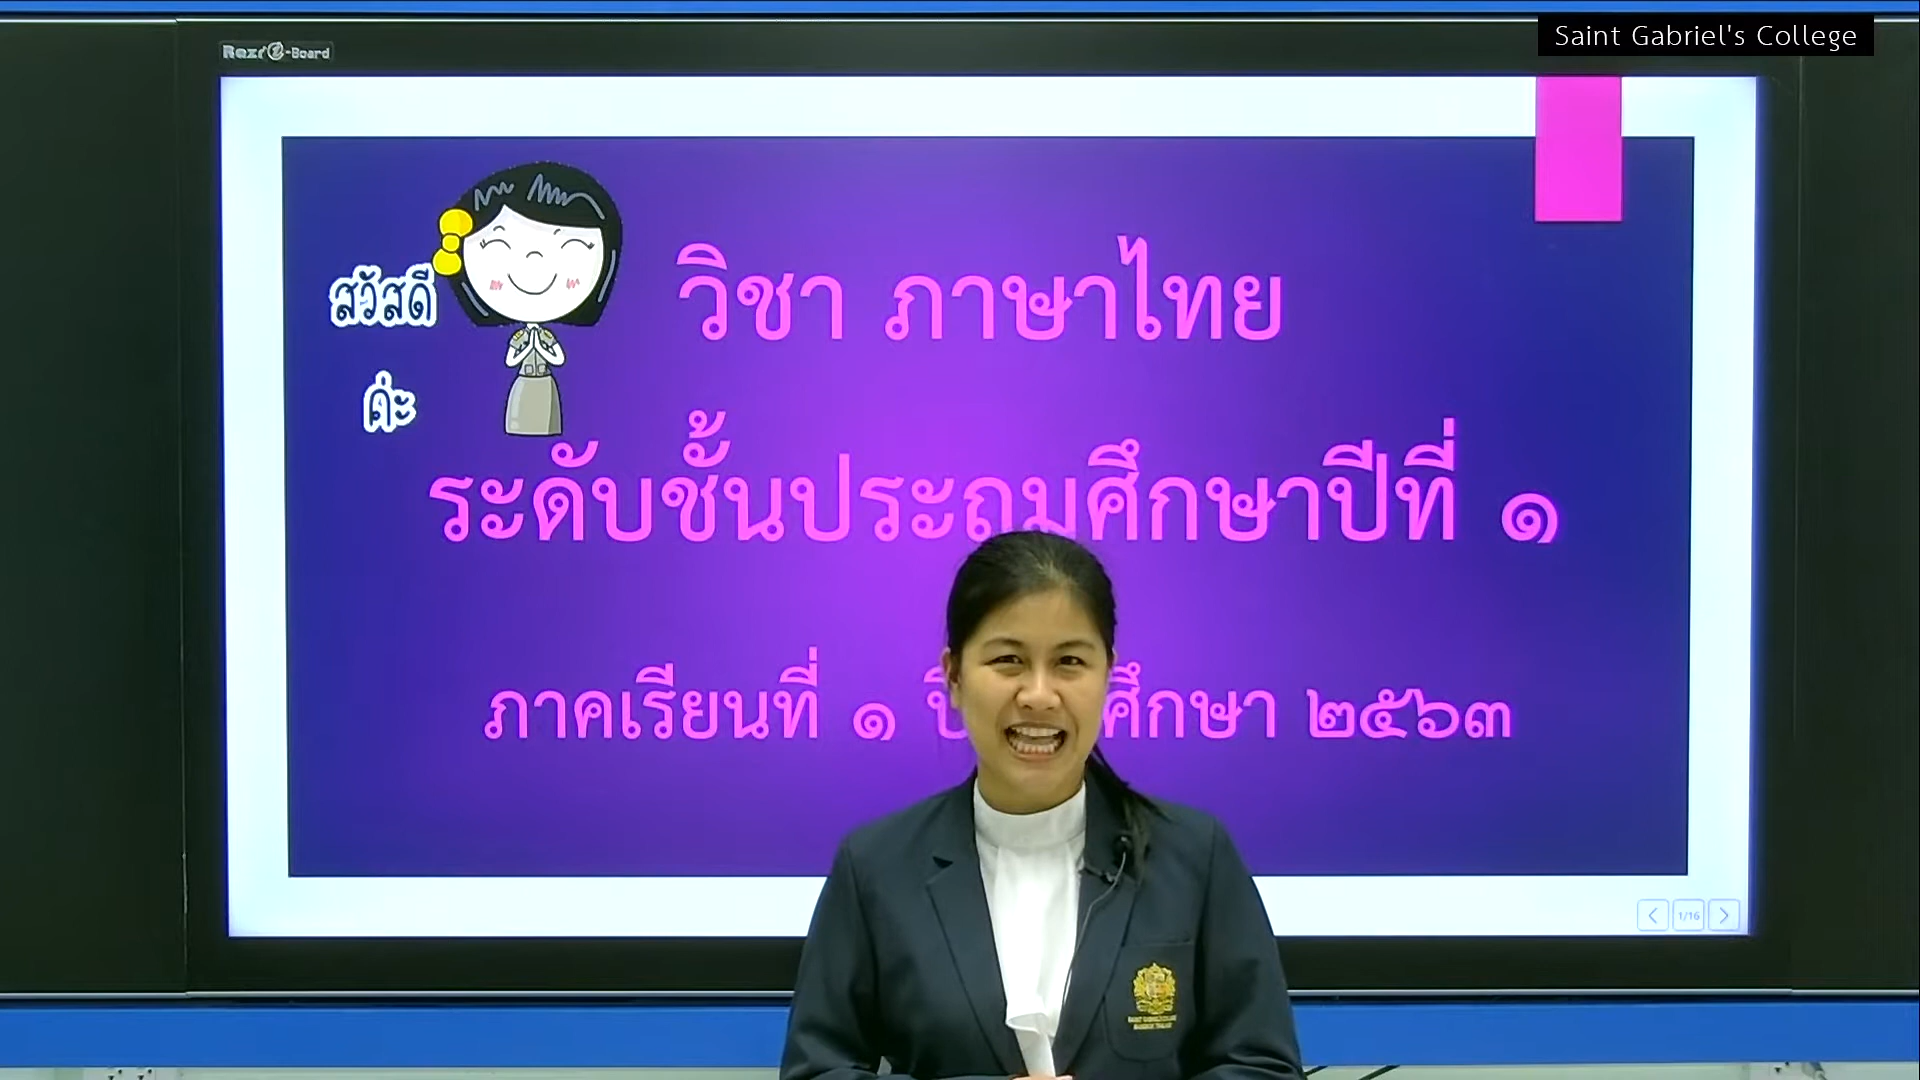 Saint Gabriel's College
Razr e-Board
สวัสดี
ค่ะ
วิชา ภาษาไทย
ระดับชั้นประถมศึกษาปีที่ ๑
ภาคเรียนที่ ๑ ศึกษา ๒๕๖๓
1/16